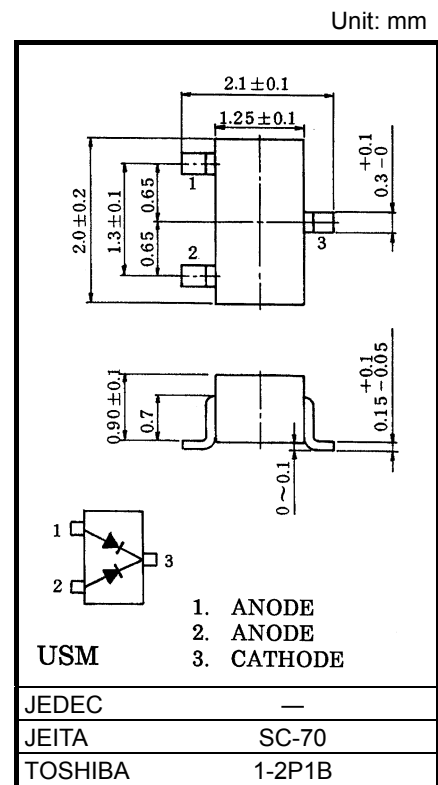 Unit: mm
2.1±0.1
1.25±0.1
+0.1
0.3 -0
2.0±0.2
1.3±0.1
0.65
0.65
1
2
3
0.90±0.1
0.7
+0.1
0.15 -0.05
0~0.1
1
2
3
1. ANODE
2. ANODE
USM 3. CATHODE
JEDEC —
JEITA SC-70
TOSHIBA 1-2P1B